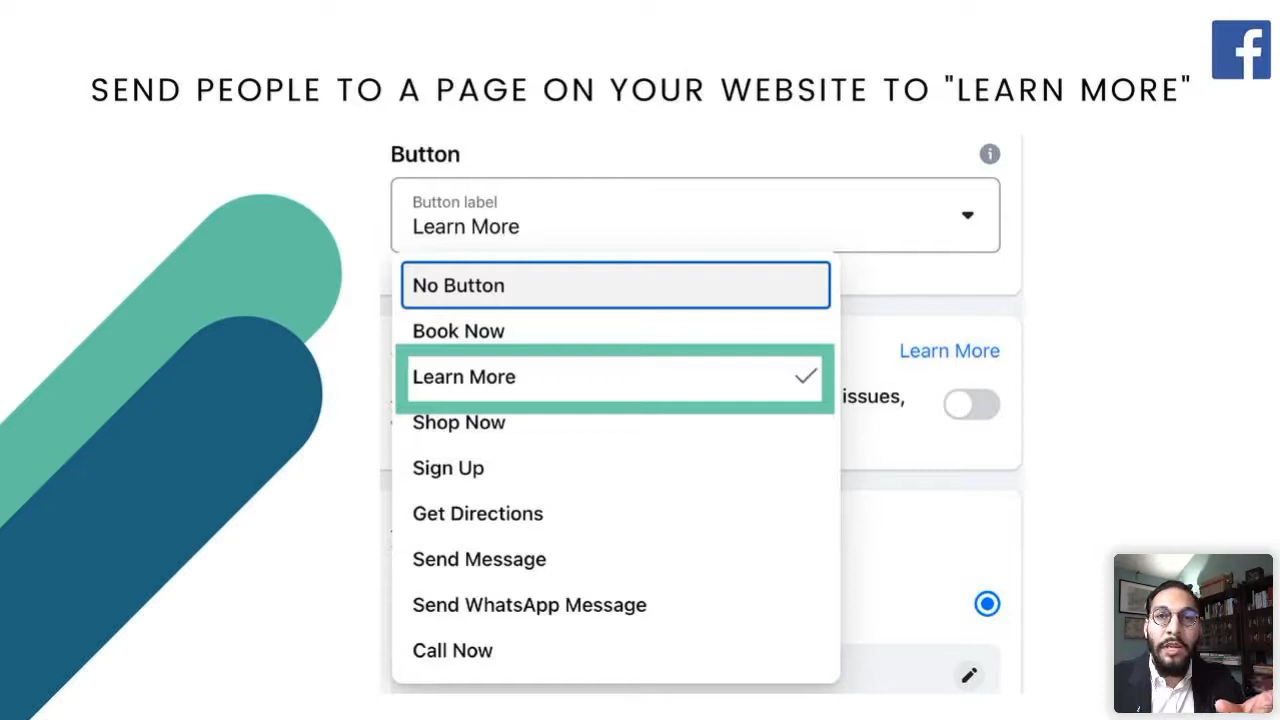 SEND PEOPLE TO A PAGE ON YOUR WEBSITE TO "LEARN MORE"
Button
Button label
Learn More
No Button
Book Now
Learn More
Learn More
issues,
Shop Now
Sign Up
Get Directions
Send Message
Send WhatsApp Message
Call Now